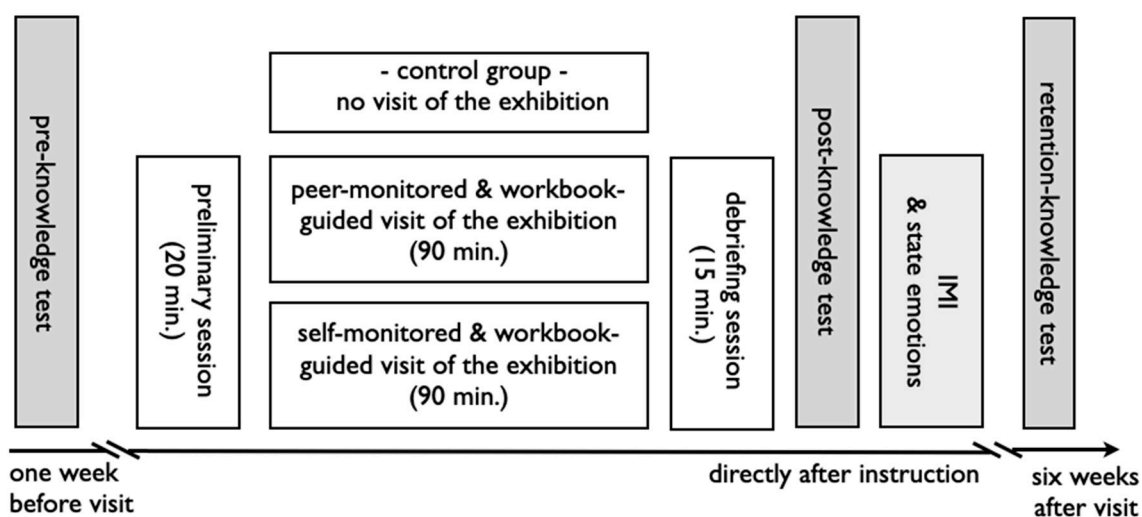 pre-knowledge test
preliminary session
(20 min.)
- control group -
no visit of the exhibition
peer-monitored & workbook-
guided visit of the exhibition
(90 min.)
self-monitored & workbook-
guided visit of the exhibition
(90 min.)
debriefing session
(15 min.)
post-knowledge test
IMI
& state emotions
retention-knowledge test
one week
before visit
directly after instruction
six weeks
after visit